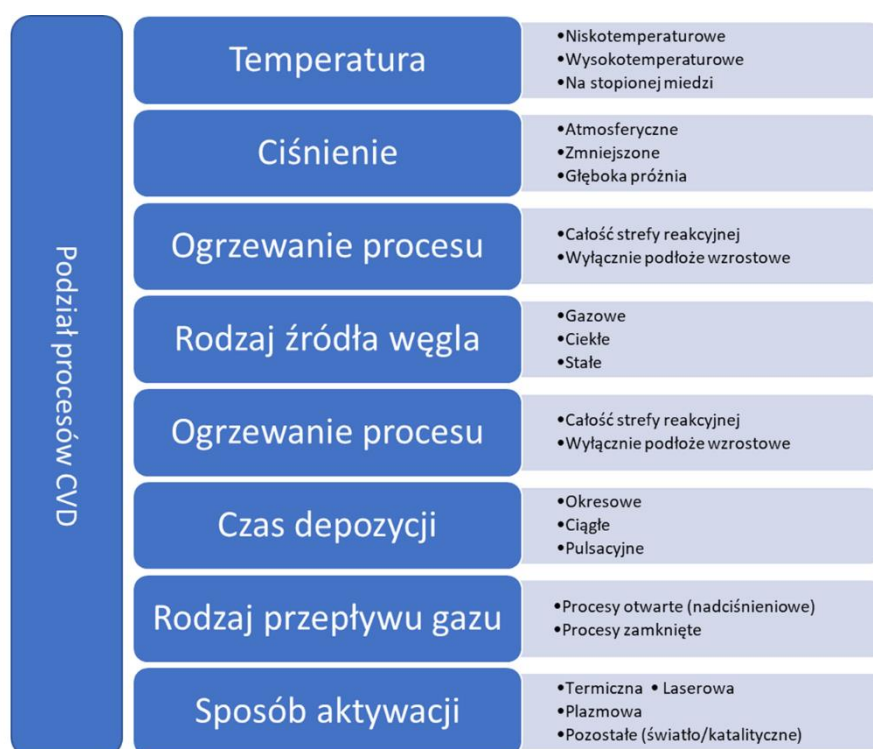 Podział procesów CVD
Temperatura
•Niskotemperaturowe
•Wysokotemperaturowe
•Na stopionej miedzi
Ciśnienie
•Atmosferyczne
•Zmniejszone
•Głęboka próżnia
Ogrzewanie procesu
•Całość strefy reakcyjnej
•Wyłącznie podłoże wzrostowe
Rodzaj źródła węgla
•Gazowe
•Ciekłe
•Stałe
Ogrzewanie procesu
•Całość strefy reakcyjnej
•Wyłącznie podłoże wzrostowe
Czas depozycji
•Okresowe
•Ciągłe
•Pulsacyjne
Rodzaj przepływu gazu
•Procesy otwarte (nadciśnieniowe)
•Procesy zamknięte
Sposób aktywacji
•Termiczna • Laserowa
•Plazmowa
•Pozostałe (światło/katalityczne)